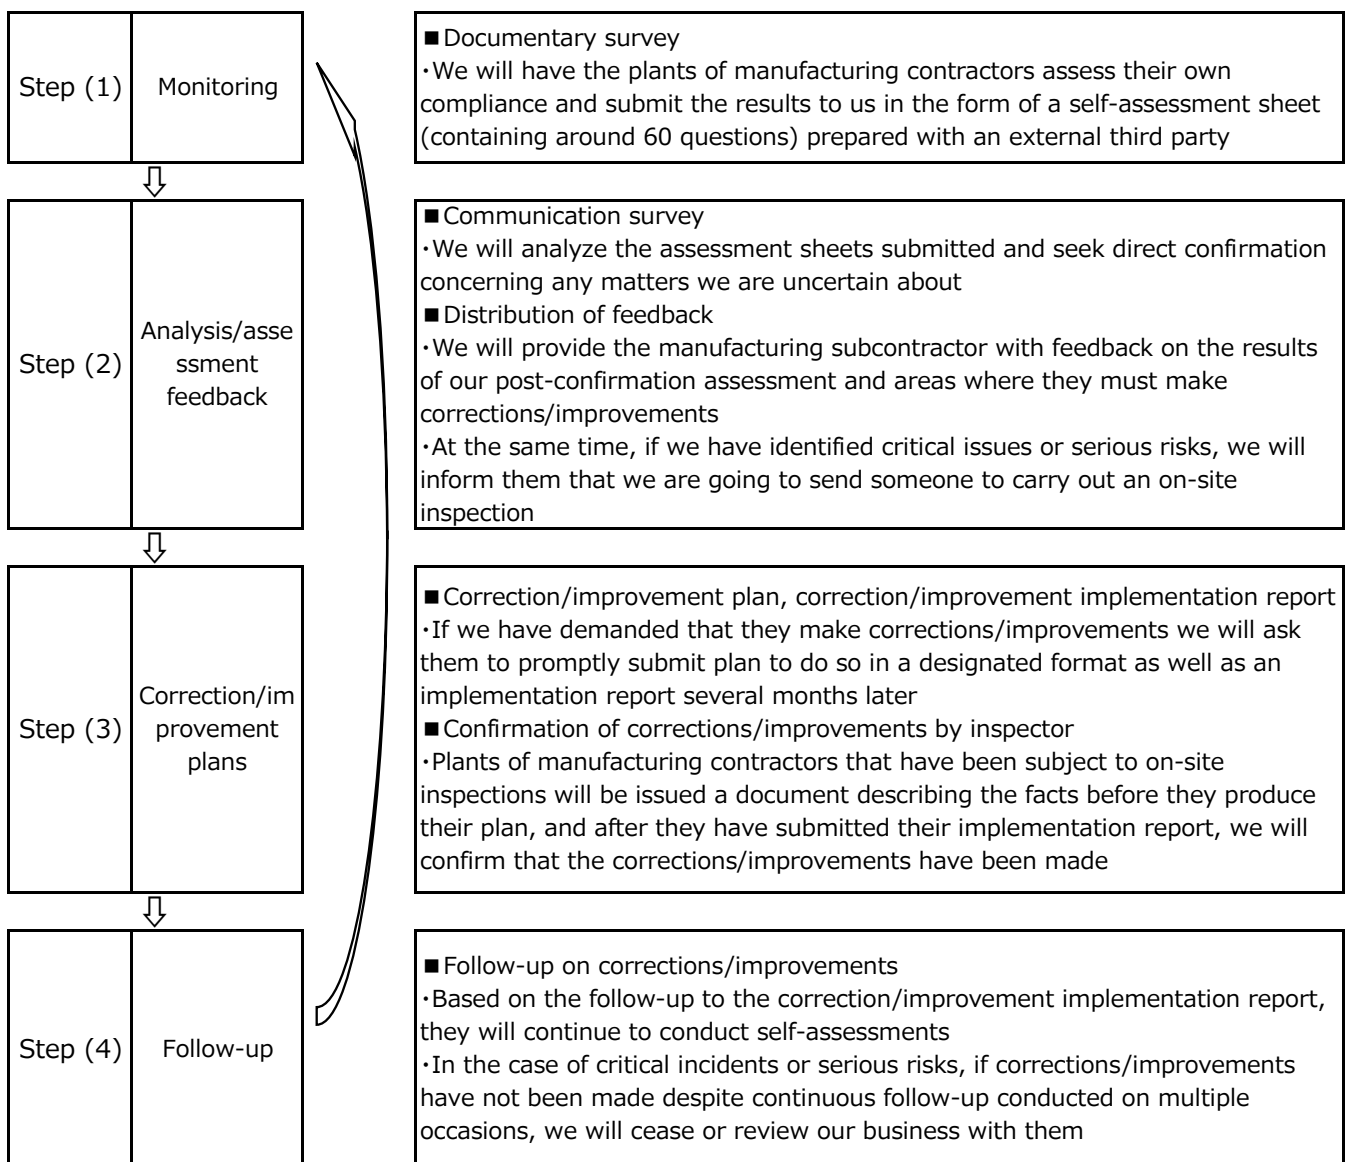 Step (1)
Monitoring
■Documentary survey
・We will have the plants of manufacturing contractors assess their own
compliance and submit the results to us in the form of a self-assessment sheet
(containing around 60 questions) prepared with an external third party
Step (2)
Analysis/asse
ssment
feedback
■Communication survey
・We will analyze the assessment sheets submitted and seek direct confirmation
concerning any matters we are uncertain about
■Distribution of feedback
・We will provide the manufacturing subcontractor with feedback on the results
of our post-confirmation assessment and areas where they must make
corrections/improvements
・At the same time, if we have identified critical issues or serious risks, we will
inform them that we are going to send someone to carry out an on-site
inspection
Step (3)
Correction/im
provement
plans
■Correction/improvement plan, correction/improvement implementation report
・If we have demanded that they make corrections/improvements we will ask
them to promptly submit plan to do so in a designated format as well as an
implementation report several months later
■Confirmation of corrections/improvements by inspector
・Plants of manufacturing contractors that have been subject to on-site
inspections will be issued a document describing the facts before they produce
their plan, and after they have submitted their implementation report, we will
confirm that the corrections/improvements have been made
Step (4)
Follow-up
■Follow-up on corrections/improvements
・Based on the follow-up to the correction/improvement implementation report,
they will continue to conduct self-assessments
・In the case of critical incidents or serious risks, if corrections/improvements
have not been made despite continuous follow-up conducted on multiple
occasions, we will cease or review our business with them